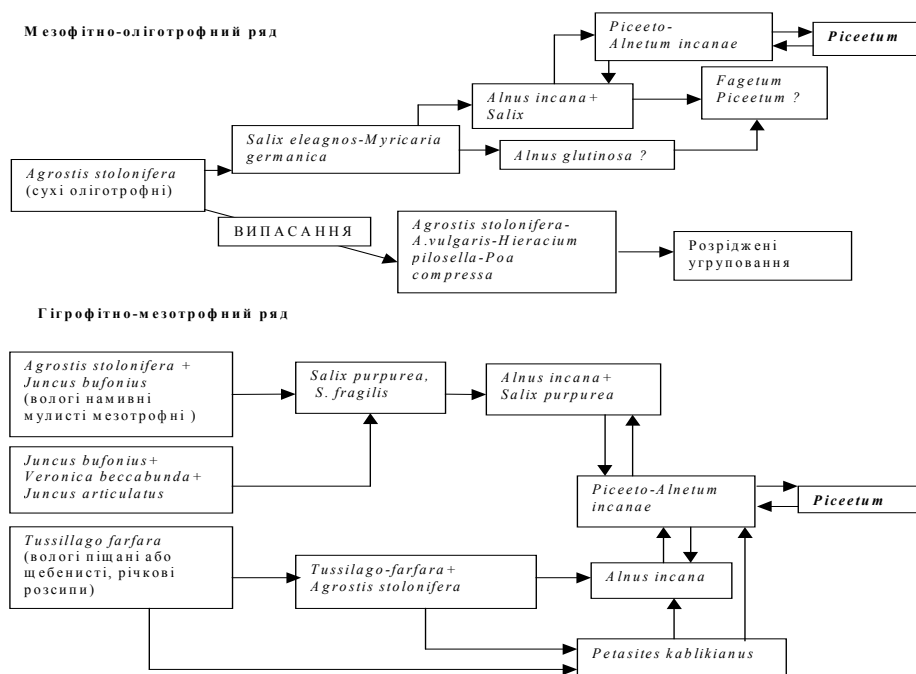 Мезофітно-оліготрофний ряд
Piceeto-
Alnetum incanae
Piceetum
Alnus incana+
Salix
Fagetum
Piceetum ?
Salix eleagnos-Myricaria
germanica
Alnus glutinosa ?
Agrostis stolonifera
(сухі оліготрофні)
ВИПАСАННЯ
Agrostis stolonifera-
A.vulgaris-Hieracium
pilosella-Poa
compressa
Розріджені
угруповання
Гігрофітно-мезотрофний ряд
Agrostis stolonifera +
Juncus bufonius
(вологі намивні
мулисті мезотрофні )
Salix purpurea,
S. fragilis
Alnus incana+
Salix purpurea
Juncus bufonius+
Veronica beccabunda+
Juncus articulatus
Piceeto-Alnetum
incanae
Piceetum
Tussillago farfara
(вологі піщані або
щебенисті, річкові
розсипи)
Tussilago-farfara+
Agrostis stolonifera
Alnus incana
Petasites kablikianus